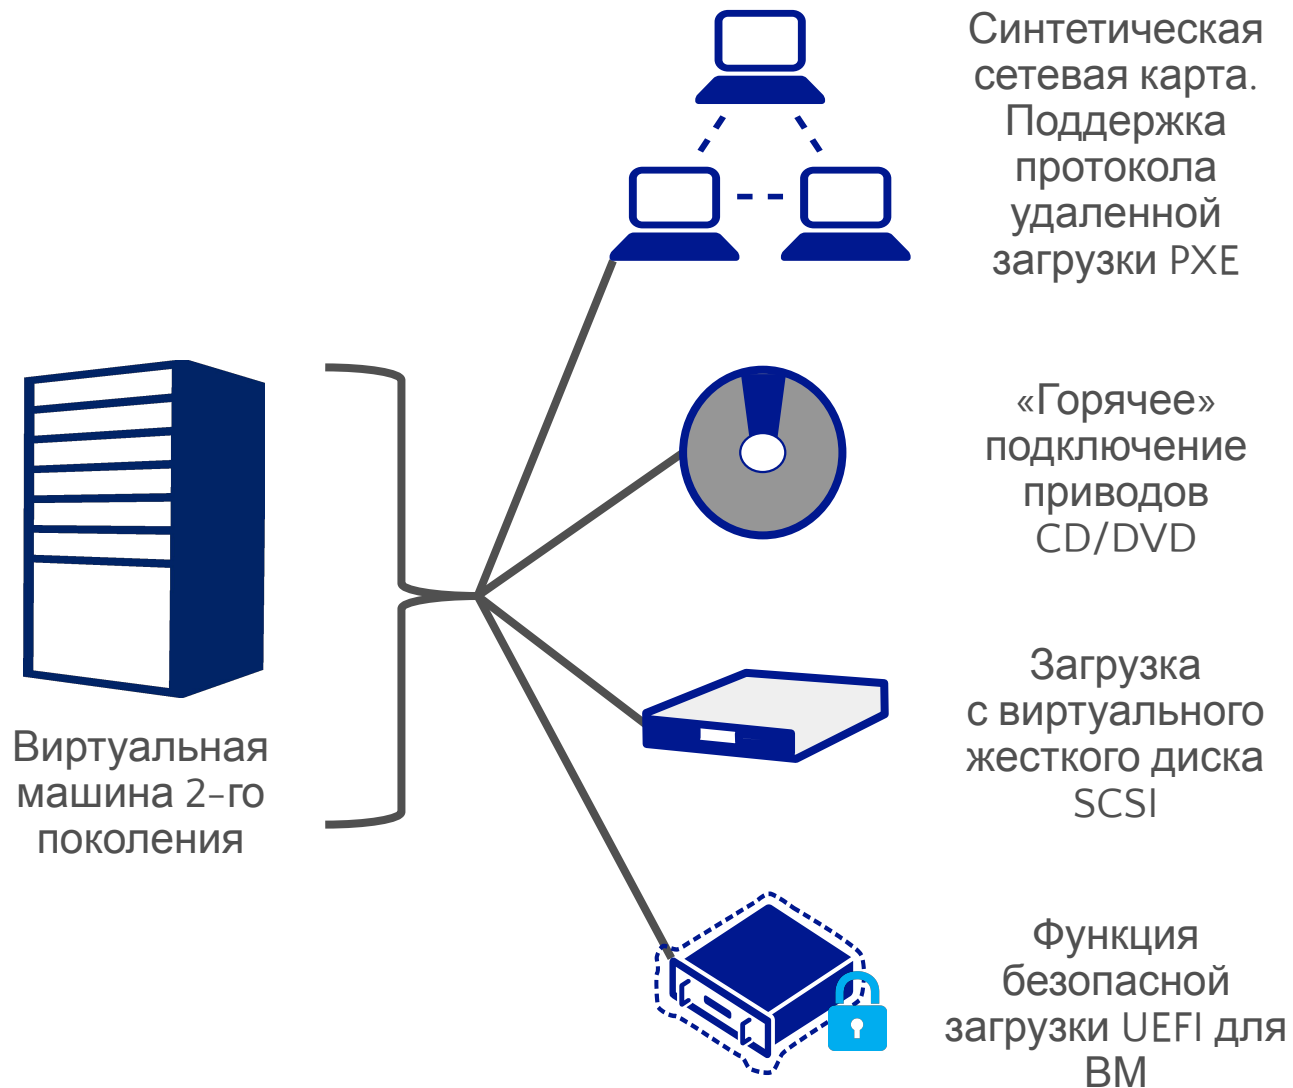 Синтетическая
сетевая карта.
Поддержка
протокола
удаленной
загрузки PXE
«Горячее»
подключение
приводов
CD/DVD
Виртуальная
машина 2-го
поколения
Загрузка
с виртуального
жесткого диска
SCSI
Функция
безопасной
загрузки UEFI для
ВМ